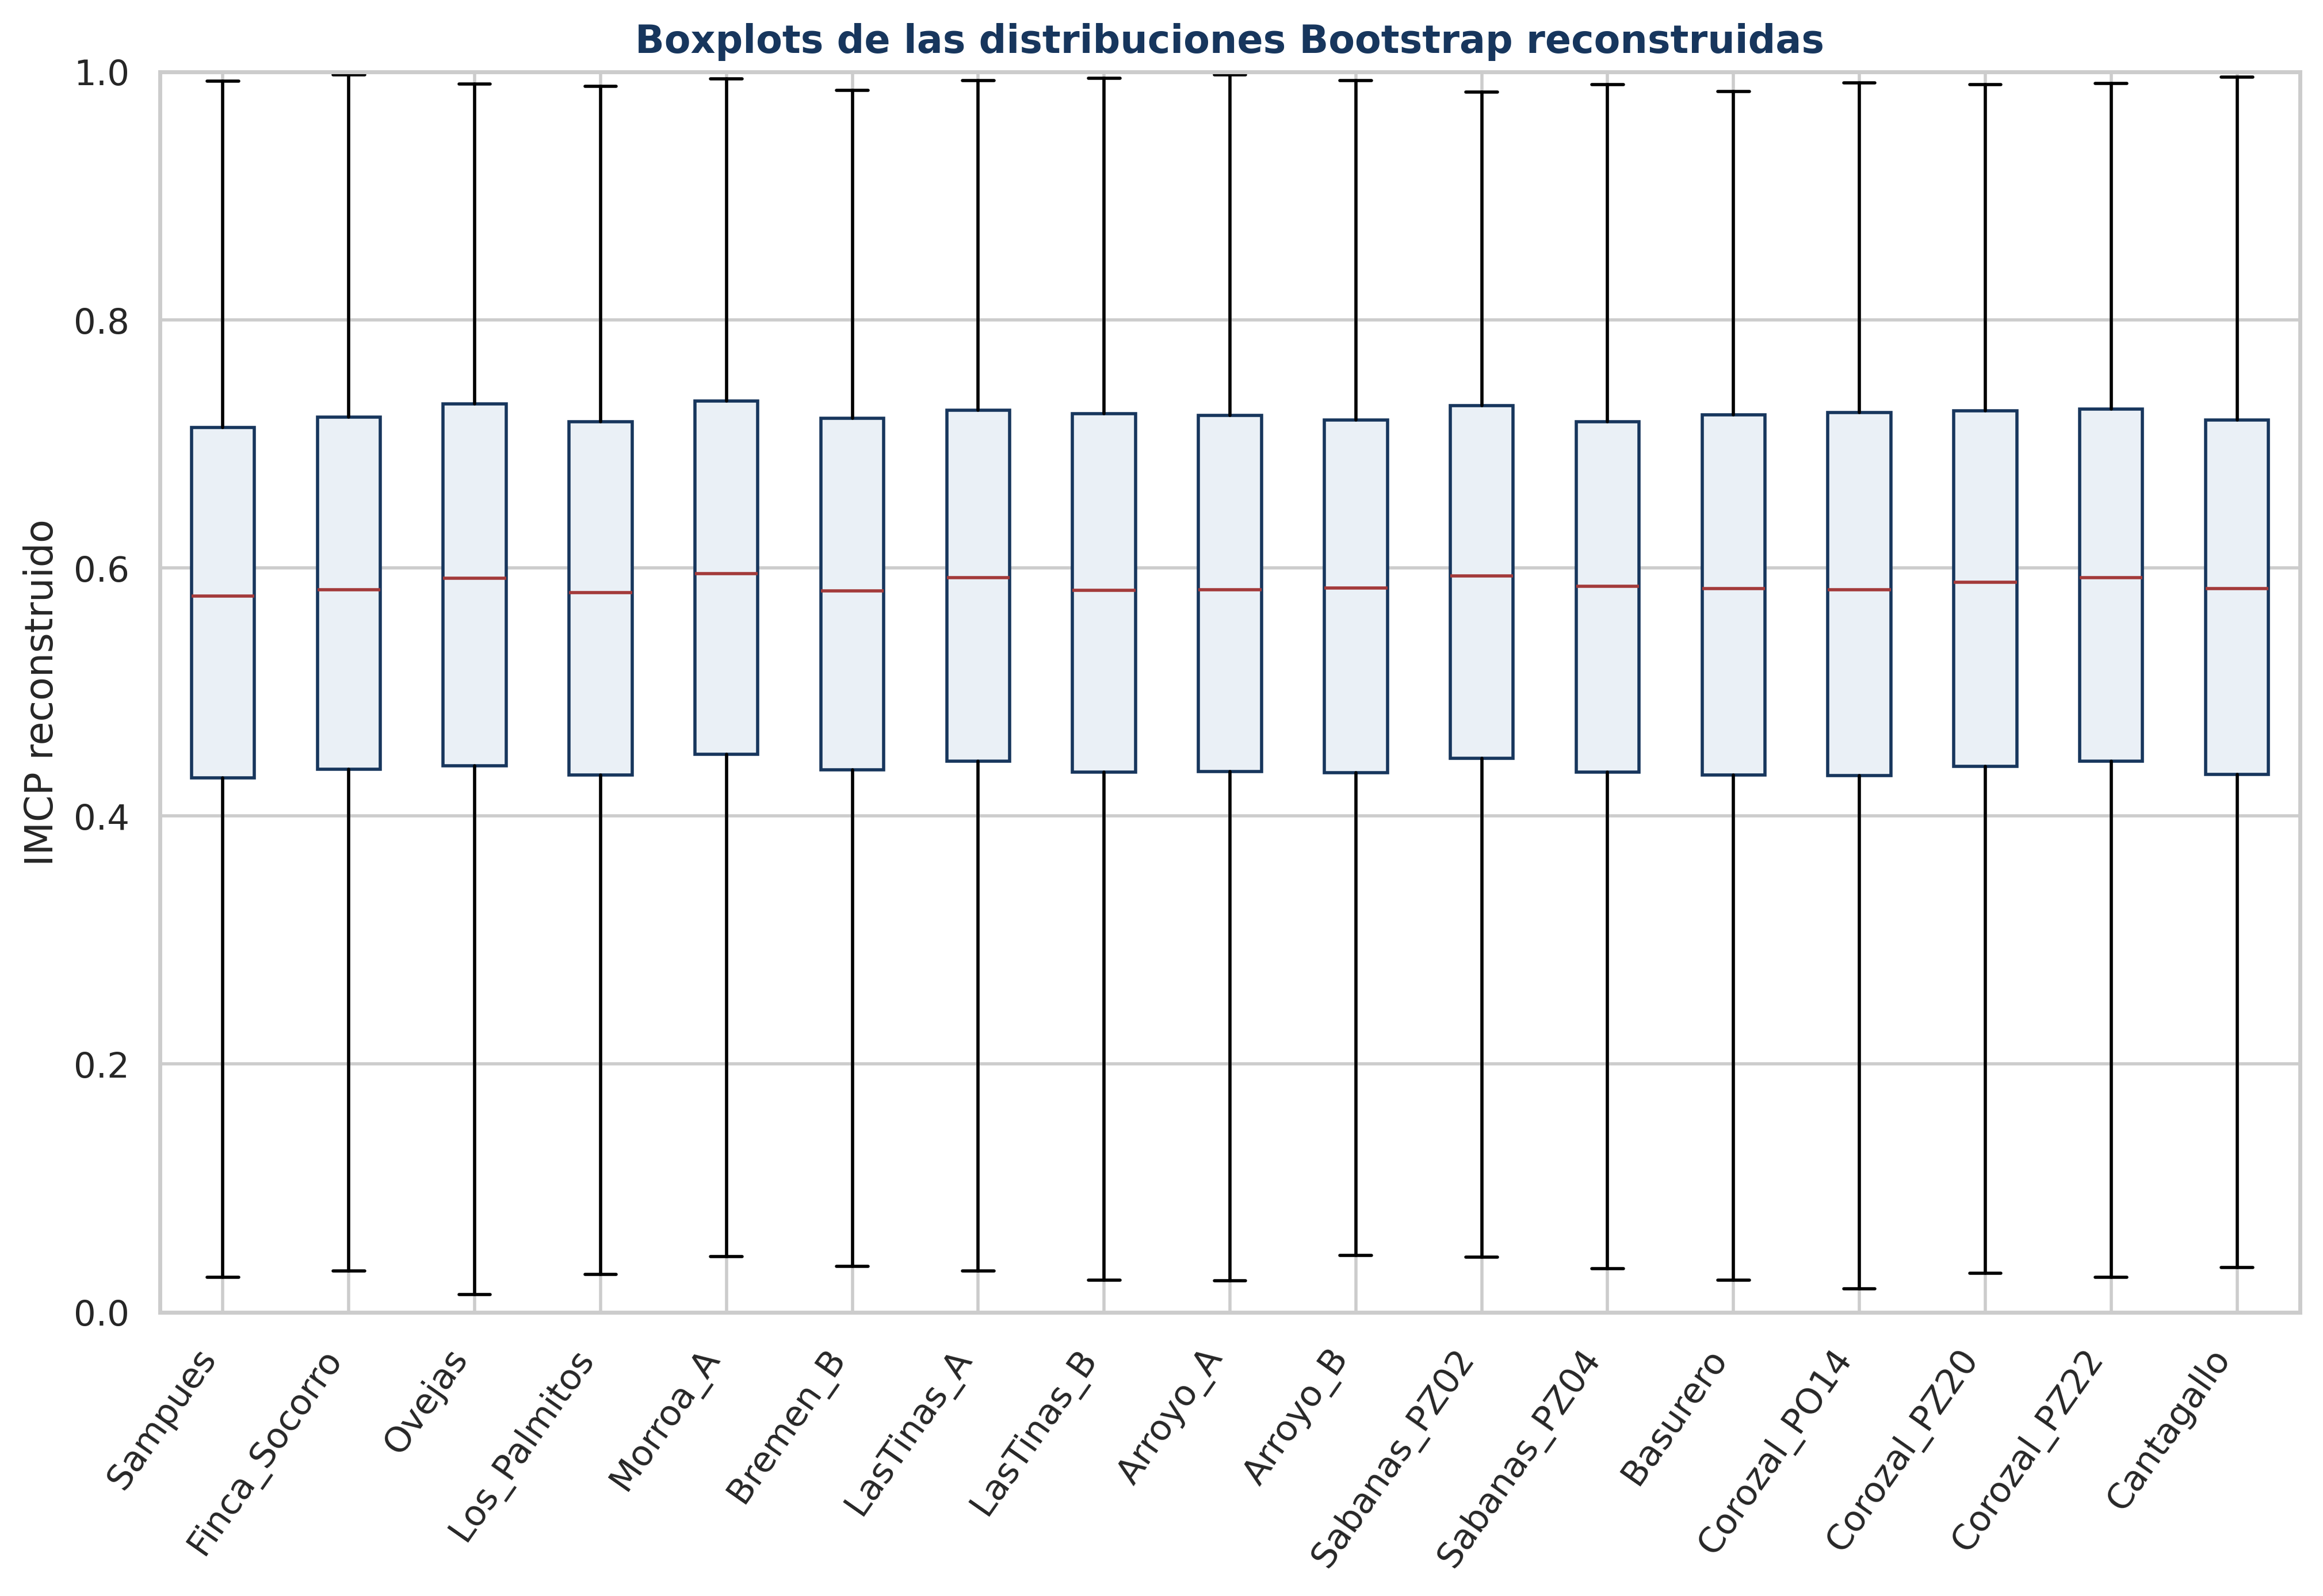 Boxplots de las distribuciones Bootstrap reconstruidas
IMCP reconstruido
1.0
0.8
0.6
0.4
0.2
0.0
Sampues
Finca_Socorro
Ovejas
Los_Palmitos
Morroa_A
Bremen_B
LasTinas_A
LasTinas_B
Arroyo_A
Arroyo_B
Sabanas_PZ02
Sabanas_PZ04
Basurero
Corozal_PO14
Corozal_PZ20
Corozal_PZ22
Cantagallo